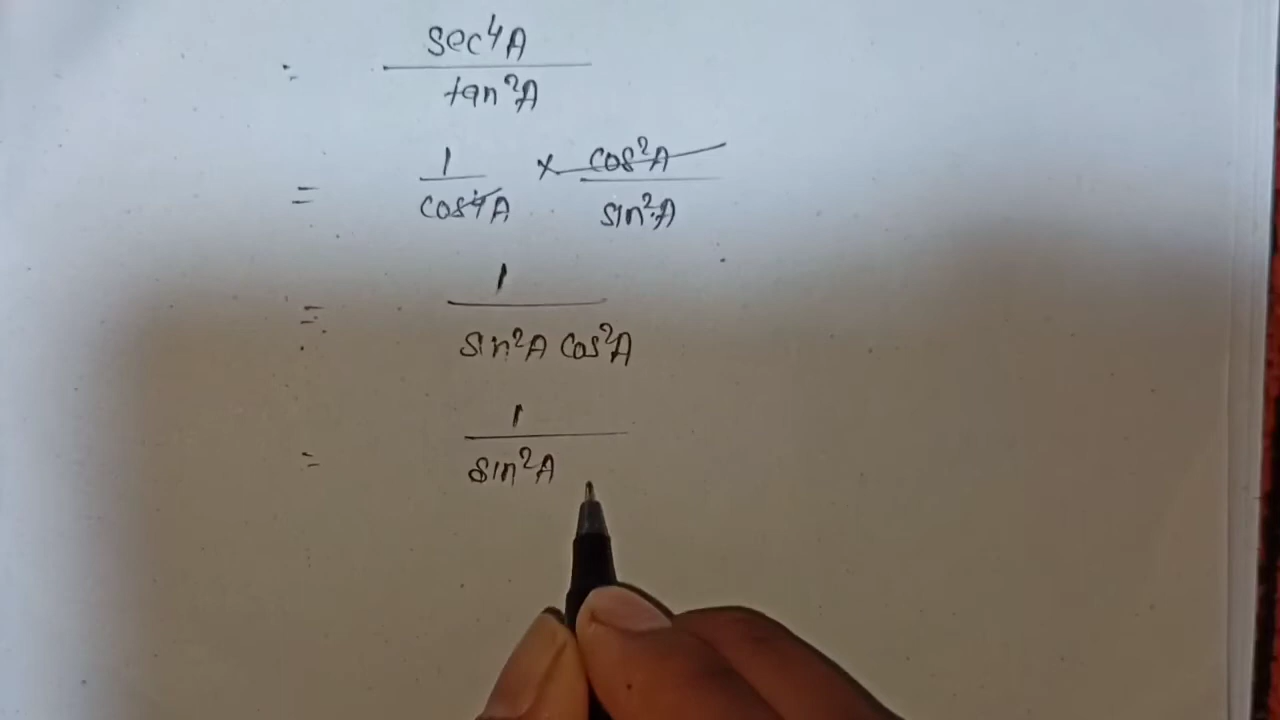 = sec⁴A / tan²A
= 1 / cos⁴A × cos²A / sin²A
= 1 / sin²A cos²A
= 1 / sin²A